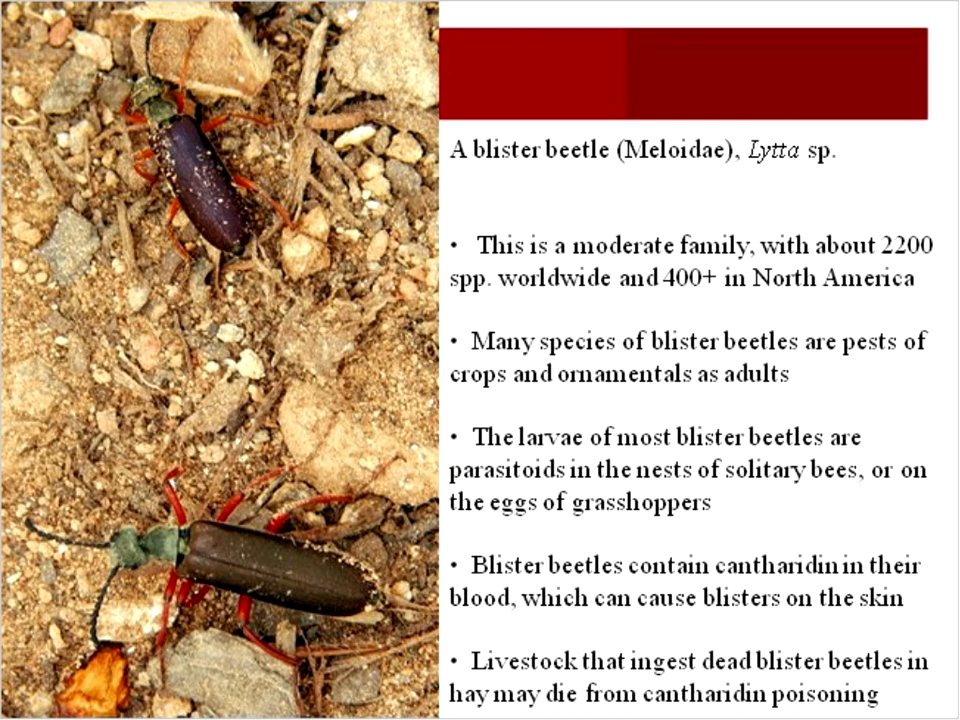 A blister beetle (Meloidae), Lytta sp.
• This is a moderate family, with about 2200
spp. worldwide and 400+ in North America
• Many species of blister beetles are pests of
crops and ornamentals as adults
• The larvae of most blister beetles are
parasitoids in the nests of solitary bees, or on
the eggs of grasshoppers
• Blister beetles contain cantharidin in their
blood, which can cause blisters on the skin
• Livestock that ingest dead blister beetles in
hay may die from cantharidin poisoning